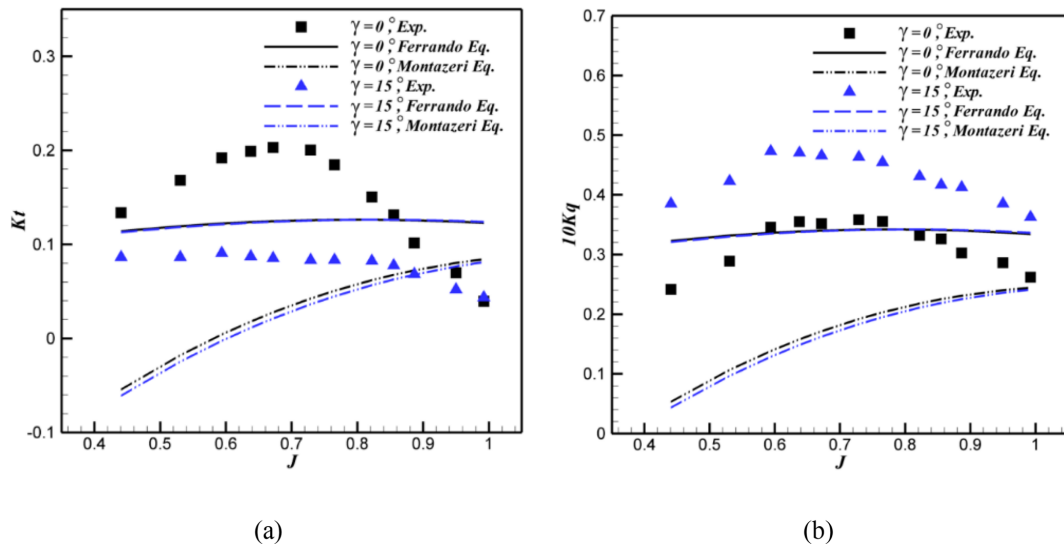 0.3
0.2
0.1
0
-0.1
Kt
0.4 0.5 0.6 0.7 0.8 0.9 1
J
γ = 0,° Exp.
γ = 0,° Ferrando Eq.
γ = 0,° Montazeri Eq.
γ = 15,° Exp.
γ = 15,° Ferrando Eq.
γ = 15,° Montazeri Eq.
(a)
0.7
0.6
0.5
0.4
0.3
0.2
0.1
0
10Kq
0.4 0.5 0.6 0.7 0.8 0.9 1
J
γ = 0,° Exp.
γ = 0,° Ferrando Eq.
γ = 0,° Montazeri Eq.
γ = 15,° Exp.
γ = 15,° Ferrando Eq.
γ = 15,° Montazeri Eq.
(b)